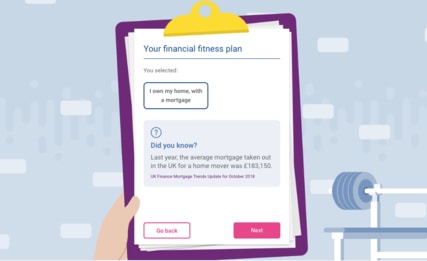 Your financial fitness plan
You selected:
I own my home, with
a mortgage
?
Did you know?
Last year, the average mortgage taken out
in the UK for a home mover was £183,150.
UK Finance Mortgage Trends Update for October 2019
Go back
Next